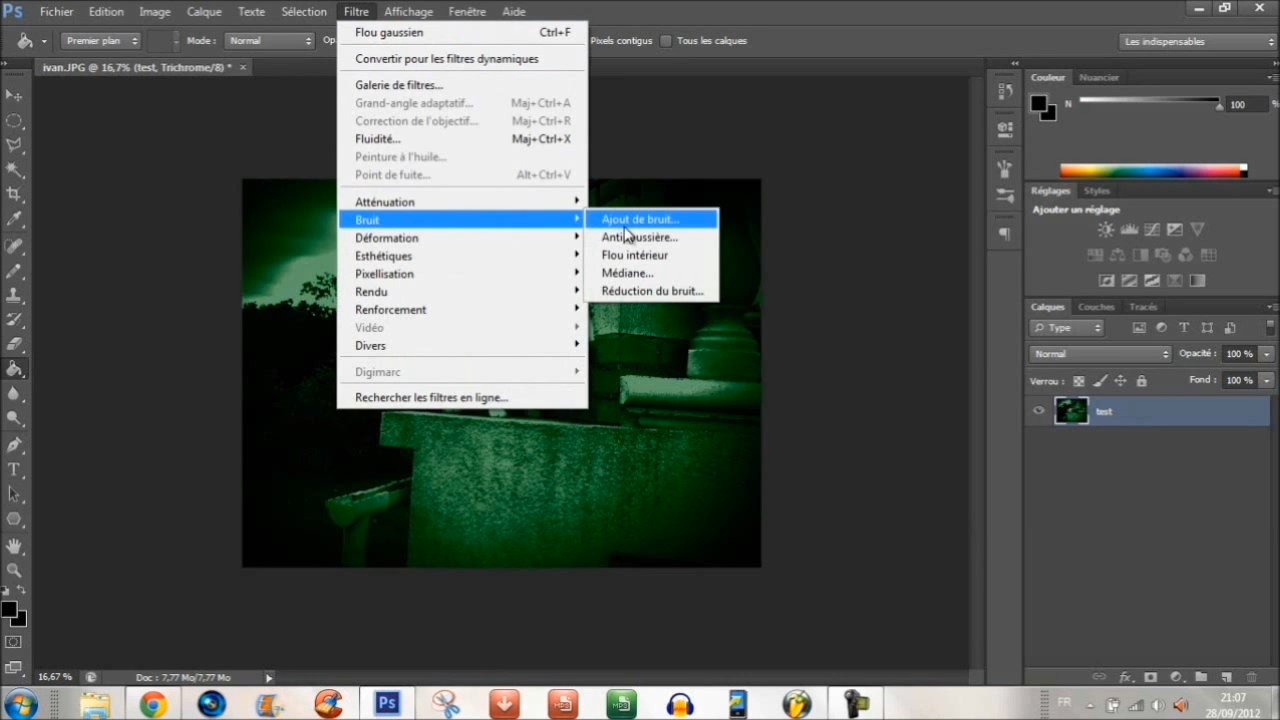 Ps Fichier Edition Image Calque Texte Sélection Filtre Affichage Fenêtre Aide
Premier plan Mode : Normal Pixels contigus Tous les calques Les indispensables
ivan.JPG @ 16,7% (test, Trichrome/8) * ×
Flou gaussien Ctrl+F
Convertir pour les filtres dynamiques
Galerie de filtres...
Grand-angle adaptatif... Maj+Ctrl+A
Correction de l'objectif... Maj+Ctrl+R
Fluidité... Maj+Ctrl+X
Peinture à l'huile...
Point de fuite... Alt+Ctrl+V
Atténuation
Bruit
Déformation
Esthétiques
Pixellisation
Rendu
Renforcement
Vidéo
Divers
Digimarc
Rechercher les filtres en ligne...
Ajout de bruit...
Flou intérieur
Médiane...
Réduction du bruit...
Couleur Nuancier
N 100 %
Réglages Styles
Ajouter un réglage
Calques Couches Tracés
Type
Normal Opacité : 100 %
Verrou : Fond : 100 %
test
16,67 % Doc : 7,77 Mo/7,77 Mo
Ps
FR
21:07
28/09/2012